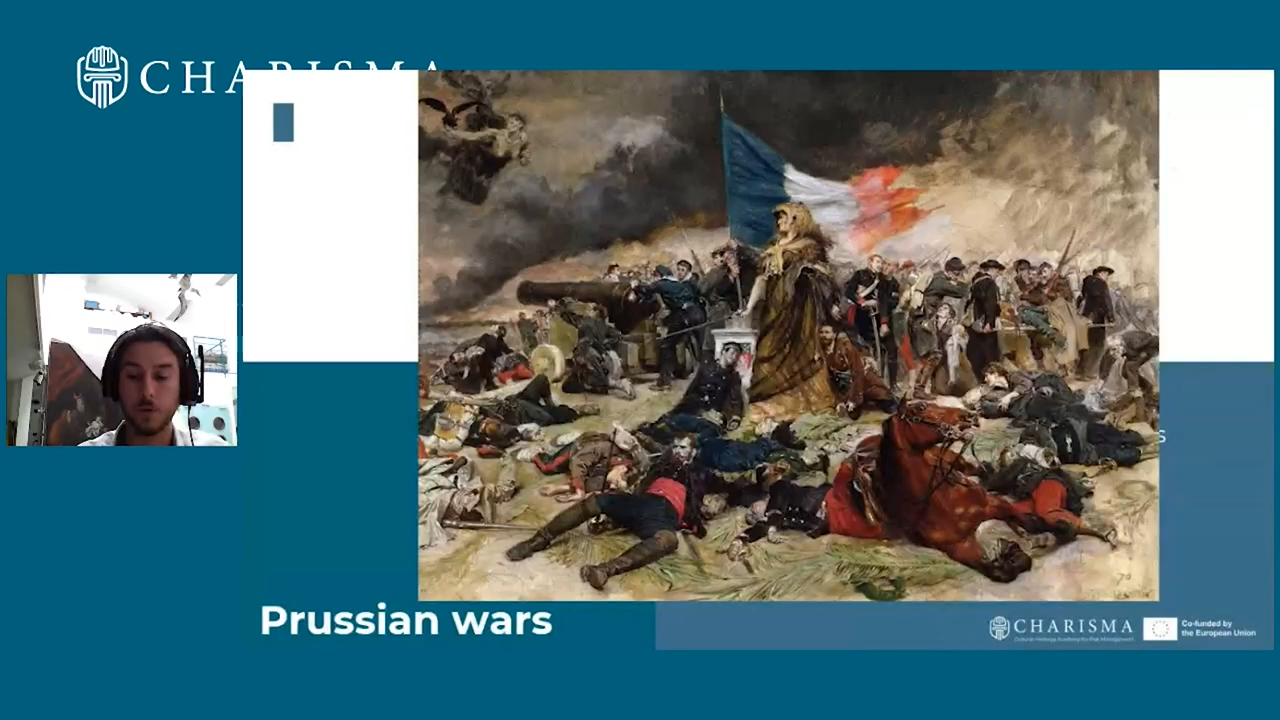 CHARISMA
s
Prussian wars
CHARISMA
Co-funded by
the European Union